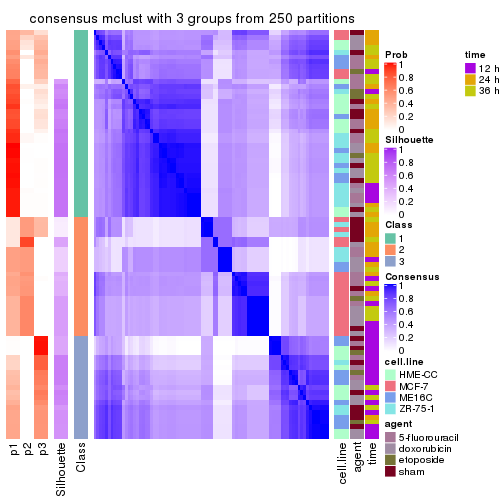 consensus mclust with 3 groups from 250 partitions
Prob
1
0.8
0.6
0.4
0.2
0
time
12 h
24 h
36 h
Silhouette
1
0.8
0.6
0.4
0.2
0
Class
1
2
3
Consensus
1
0.8
0.6
0.4
0.2
0
cell.line
HME-CC
MCF-7
ME16C
ZR-75-1
agent
5-fluorouracil
doxorubicin
etoposide
sham
p1
p2
p3
Silhouette
Class
cell.line
agent
time